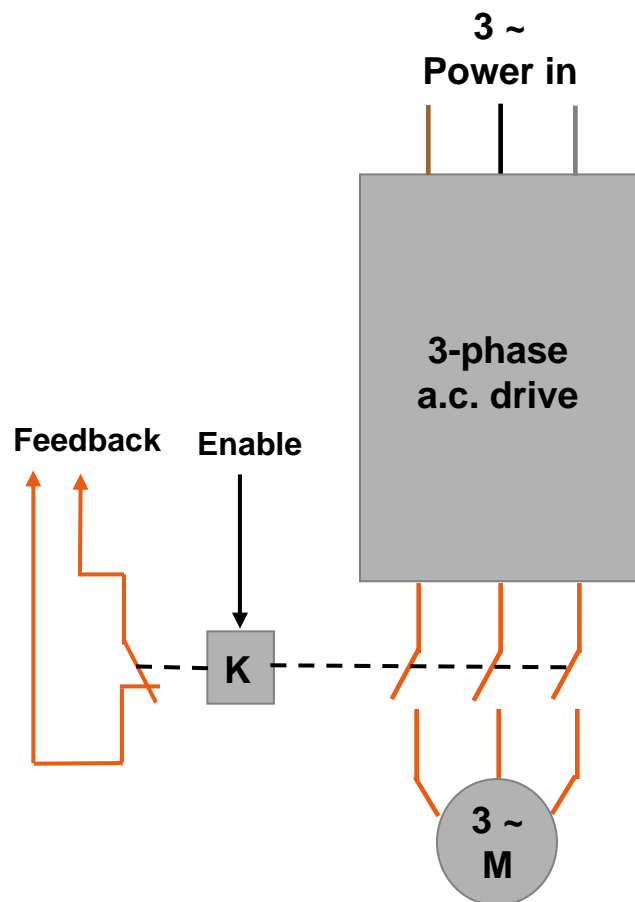 3 ~
Power in
3-phase
a.c. drive
Feedback
Enable
K
3 ~
M